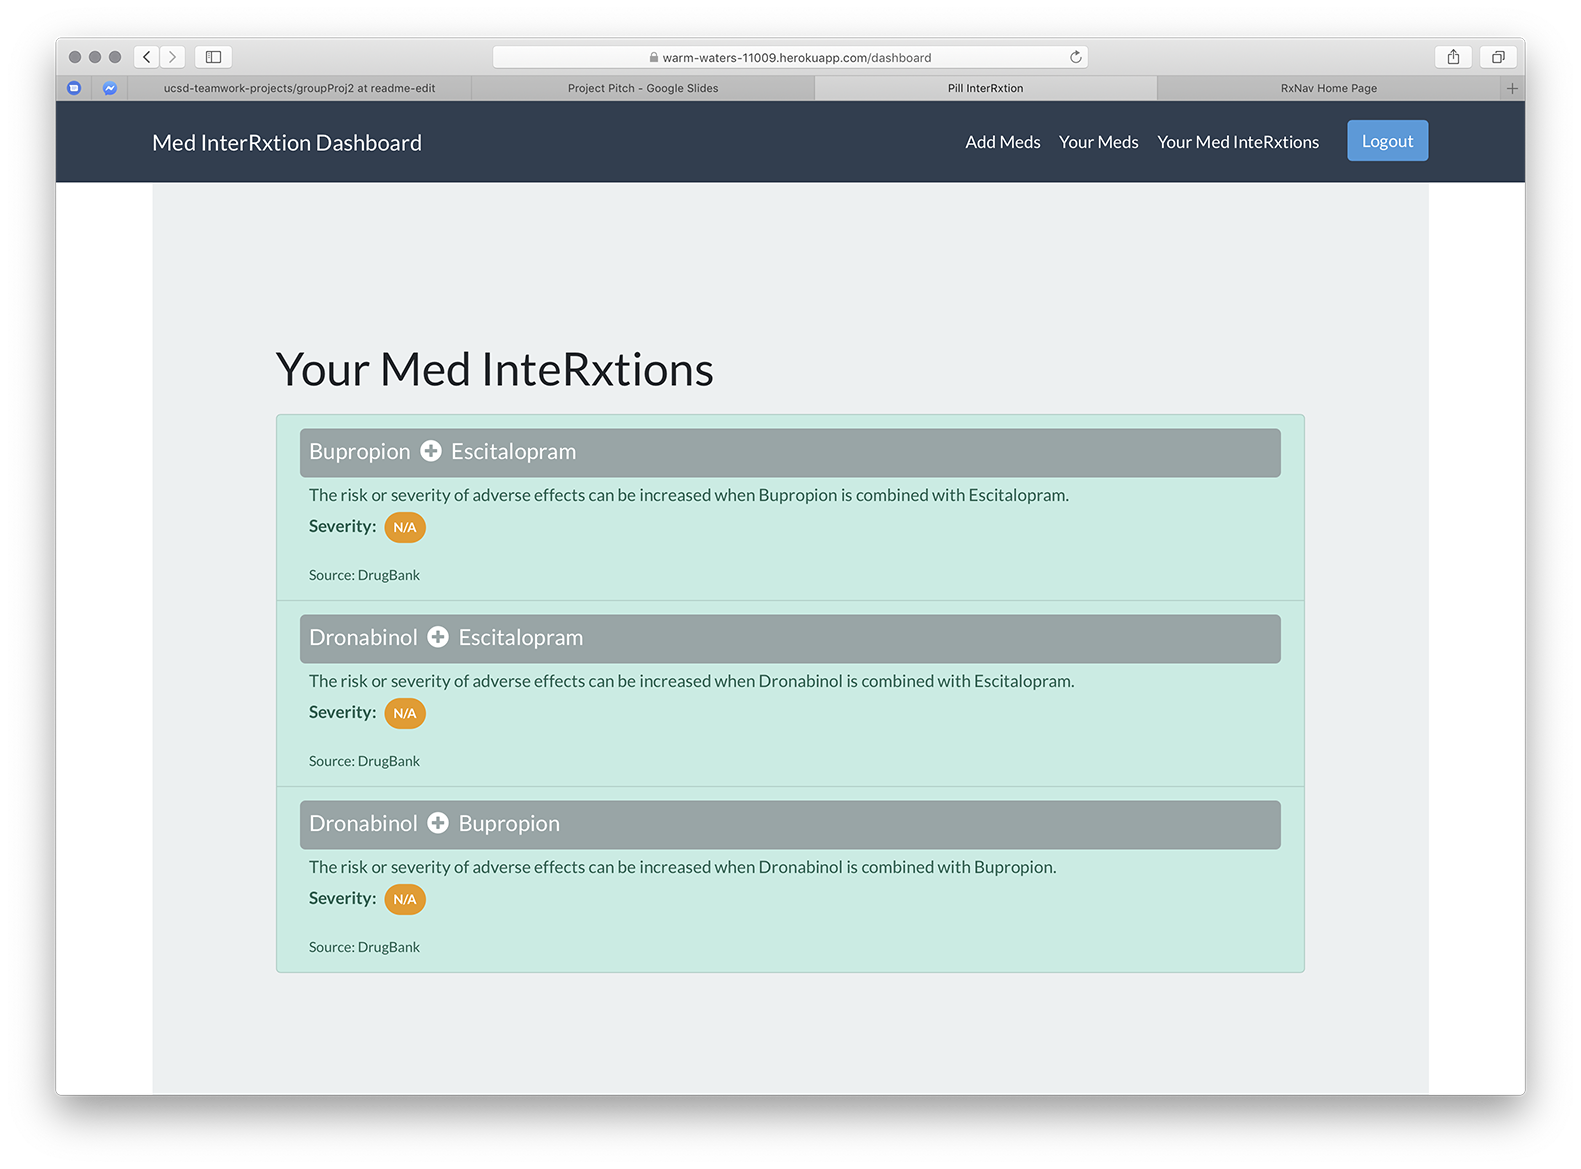 warm-waters-11009.herokuapp.com/dashboard
ucsd-teamwork-projects/groupProj2 at readme-edit
Project Pitch - Google Slides
Pill InterRxtion
RxNav Home Page
Med InterRxtion Dashboard
Add Meds
Your Meds
Your Med InteRxtions
Logout
Your Med InteRxtions
Bupropion + Escitalopram
The risk or severity of adverse effects can be increased when Bupropion is combined with Escitalopram.
Severity: N/A
Source: DrugBank
Dronabinol + Escitalopram
The risk or severity of adverse effects can be increased when Dronabinol is combined with Escitalopram.
Severity: N/A
Source: DrugBank
Dronabinol + Bupropion
The risk or severity of adverse effects can be increased when Dronabinol is combined with Bupropion.
Severity: N/A
Source: DrugBank